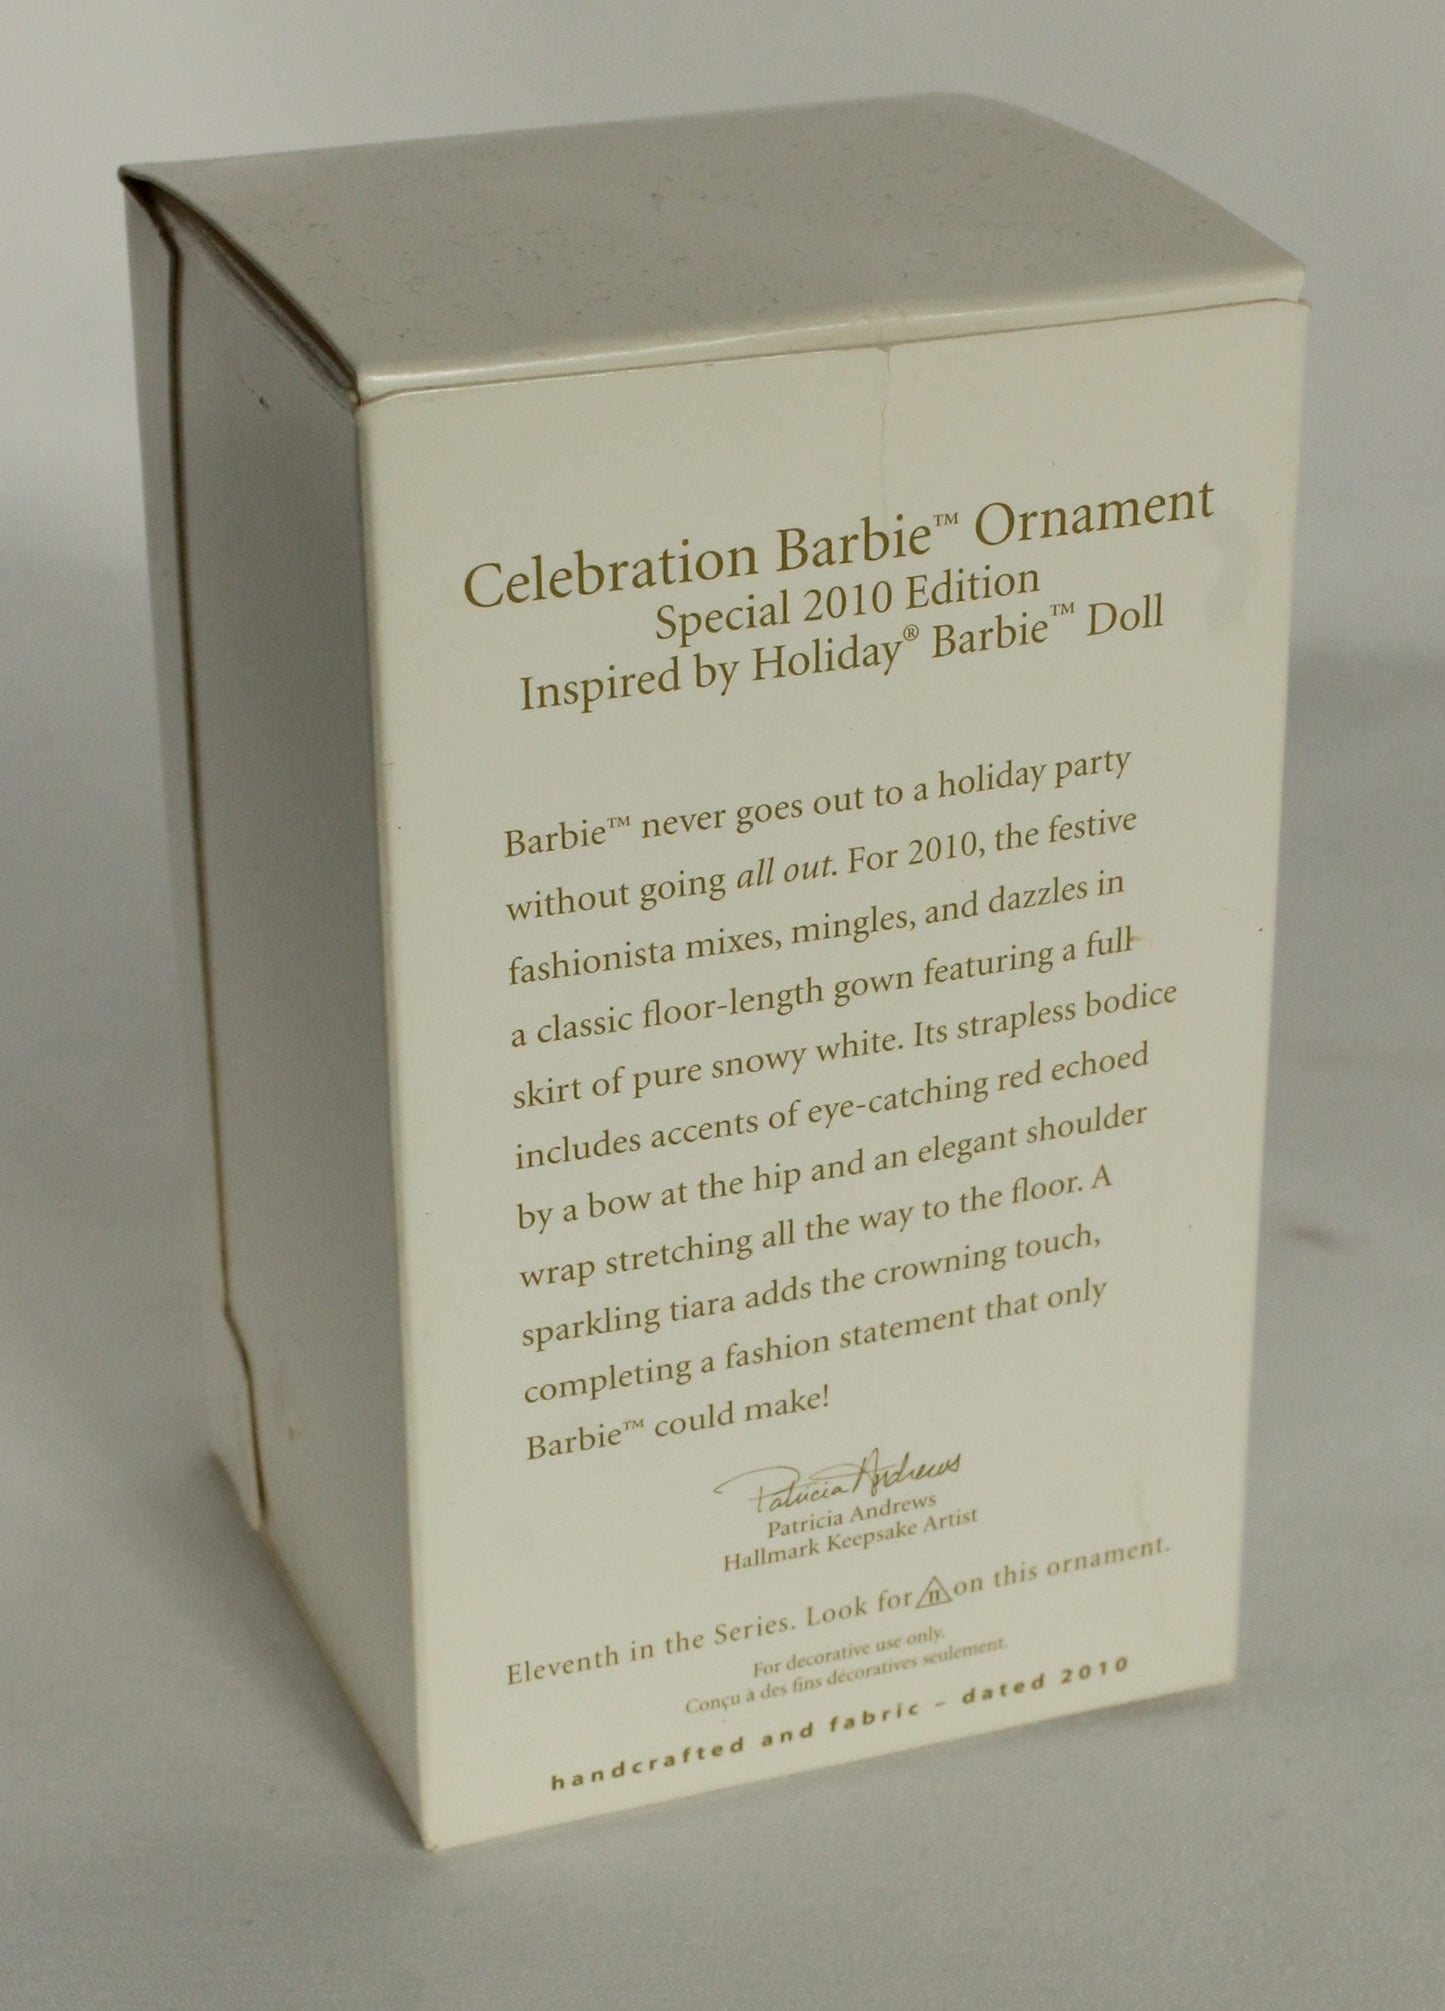 Celebration Barbie™ Ornament
Special 2010 Edition
Inspired by Holiday® Barbie™ Doll
Barbie™ never goes out to a holiday party
without going all out. For 2010, the festive
fashionista mixes, mingles, and dazzles in
a classic floor-length gown featuring a full
skirt of pure snowy white. Its strapless bodice
includes accents of eye-catching red echoed
by a bow at the hip and an elegant shoulder
wrap stretching all the way to the floor. A
sparkling tiara adds the crowning touch,
completing a fashion statement that only
Barbie™ could make!
Patricia Andrews
Patricia Andrews
Hallmark Keepsake Artist
Eleventh in the Series. Look for 11 on this ornament.
For decorative use only.
Conçu à des fins décoratives seulement.
handcrafted and fabric – dated 2010